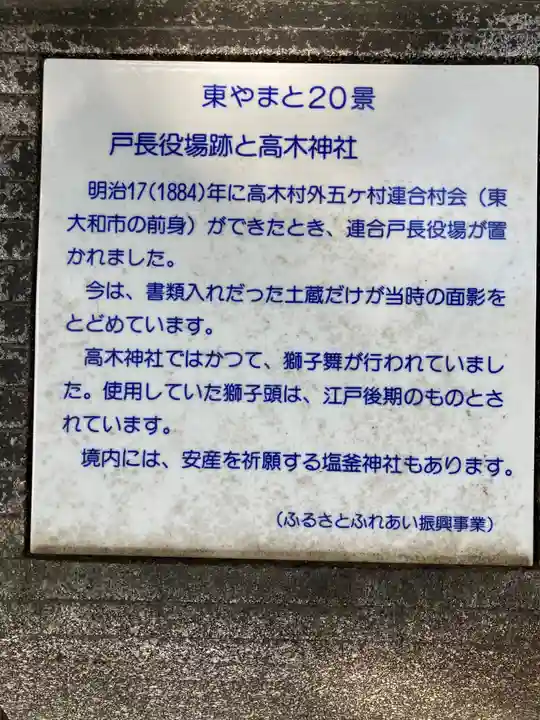 東やまと20景
戸長役場跡と高木神社
明治17(1884)年に高木村外五ケ村連合村会（東
大和市の前身）ができたとき、連合戸長役場が置
かれました。
今は、書類入れだった土蔵だけが当時の面影を
とどめています。
高木神社ではかつて、獅子舞が行われていまし
た。使用していた獅子頭は、江戸後期のものとさ
れています。
境内には、安産を祈願する塩釜神社もあります。
（ふるさとふれあい振興事業）